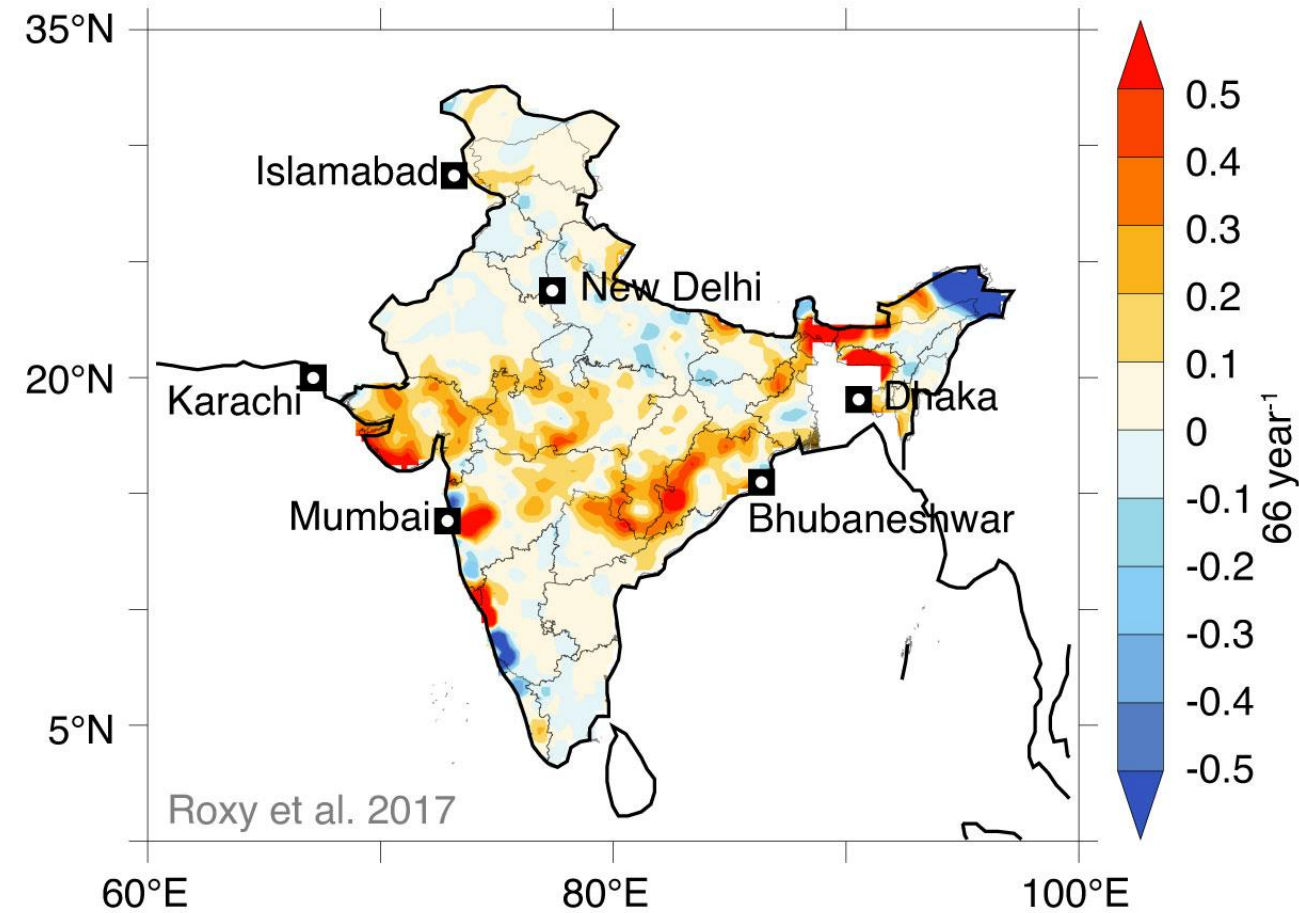 35°N
20°N
5°N
60°E
80°E
100°E
Islamabad
New Delhi
Karachi
Dhaka
Mumbai
Bhubaneshwar
Roxy et al. 2017
0.5
0.4
0.3
0.2
0.1
0
-0.1
-0.2
-0.3
-0.4
-0.5
66 year⁻¹